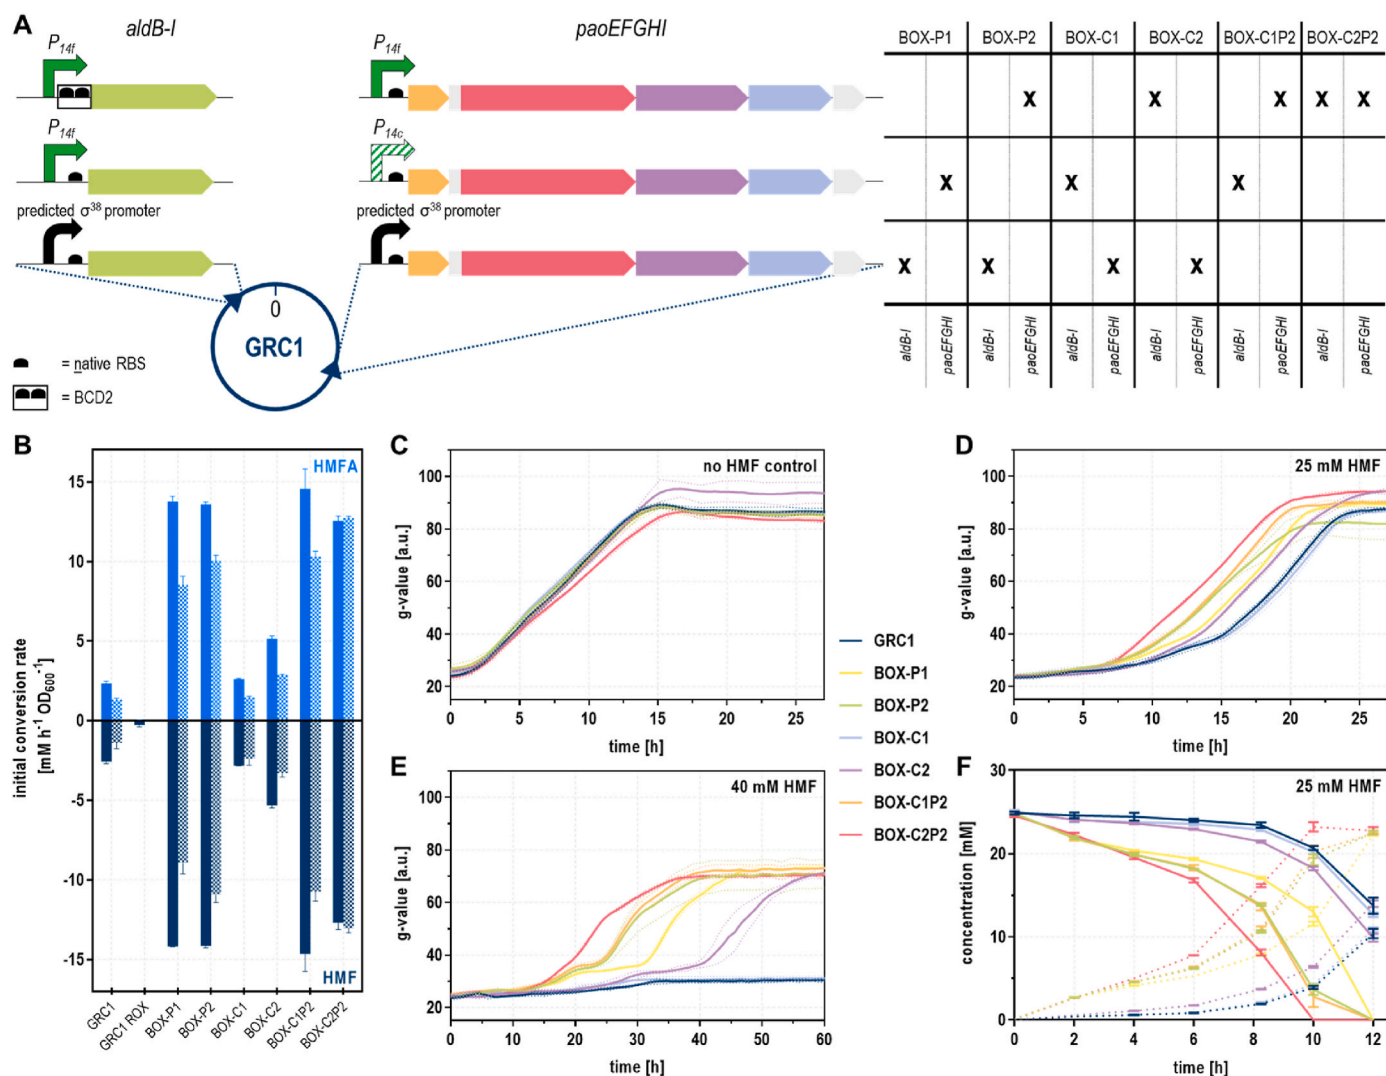 A
aldB-I
paoEFGHI
P14f
P14f
P14f
P14c
predicted σ38 promoter
predicted σ38 promoter
0
GRC1
= native RBS
= BCD2
BOX-P1 BOX-P2 BOX-C1 BOX-C2 BOX-C1P2 BOX-C2P2
X X X X X
X X X
X X X X
aldB-I paoEFGHI aldB-I paoEFGHI aldB-I paoEFGHI aldB-I paoEFGHI aldB-I paoEFGHI aldB-I paoEFGHI
B
HMFA
15
10
5
0
-5
-10
-15
HMF
initial conversion rate
[mM h-1 OD600-1]
GRC1
GRC1 ROX
BOX-P1
BOX-P2
BOX-C1
BOX-C2
BOX-C1P2
BOX-C2P2
C
no HMF control
100
80
60
40
20
g-value [a.u.]
0 5 10 15 20 25
time [h]
D
25 mM HMF
100
80
60
40
20
g-value [a.u.]
0 5 10 15 20 25
time [h]
GRC1
BOX-P1
BOX-P2
BOX-C1
BOX-C2
BOX-C1P2
BOX-C2P2
E
40 mM HMF
100
80
60
40
20
g-value [a.u.]
0 10 20 30 40 50 60
time [h]
F
25 mM HMF
30
20
10
0
concentration [mM]
0 2 4 6 8 10 12
time [h]